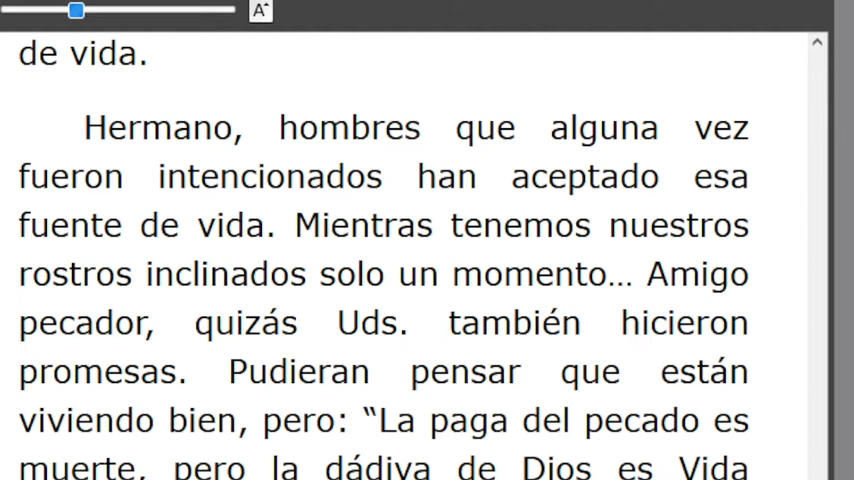 A
de vida.
Hermano, hombres que alguna vez
fueron intencionados han aceptado esa
fuente de vida. Mientras tenemos nuestros
rostros inclinados solo un momento… Amigo
pecador, quizás Uds. también hicieron
promesas. Pudieran pensar que están
viviendo bien, pero: “La paga del pecado es
muerte, pero la dádiva de Dios es Vida